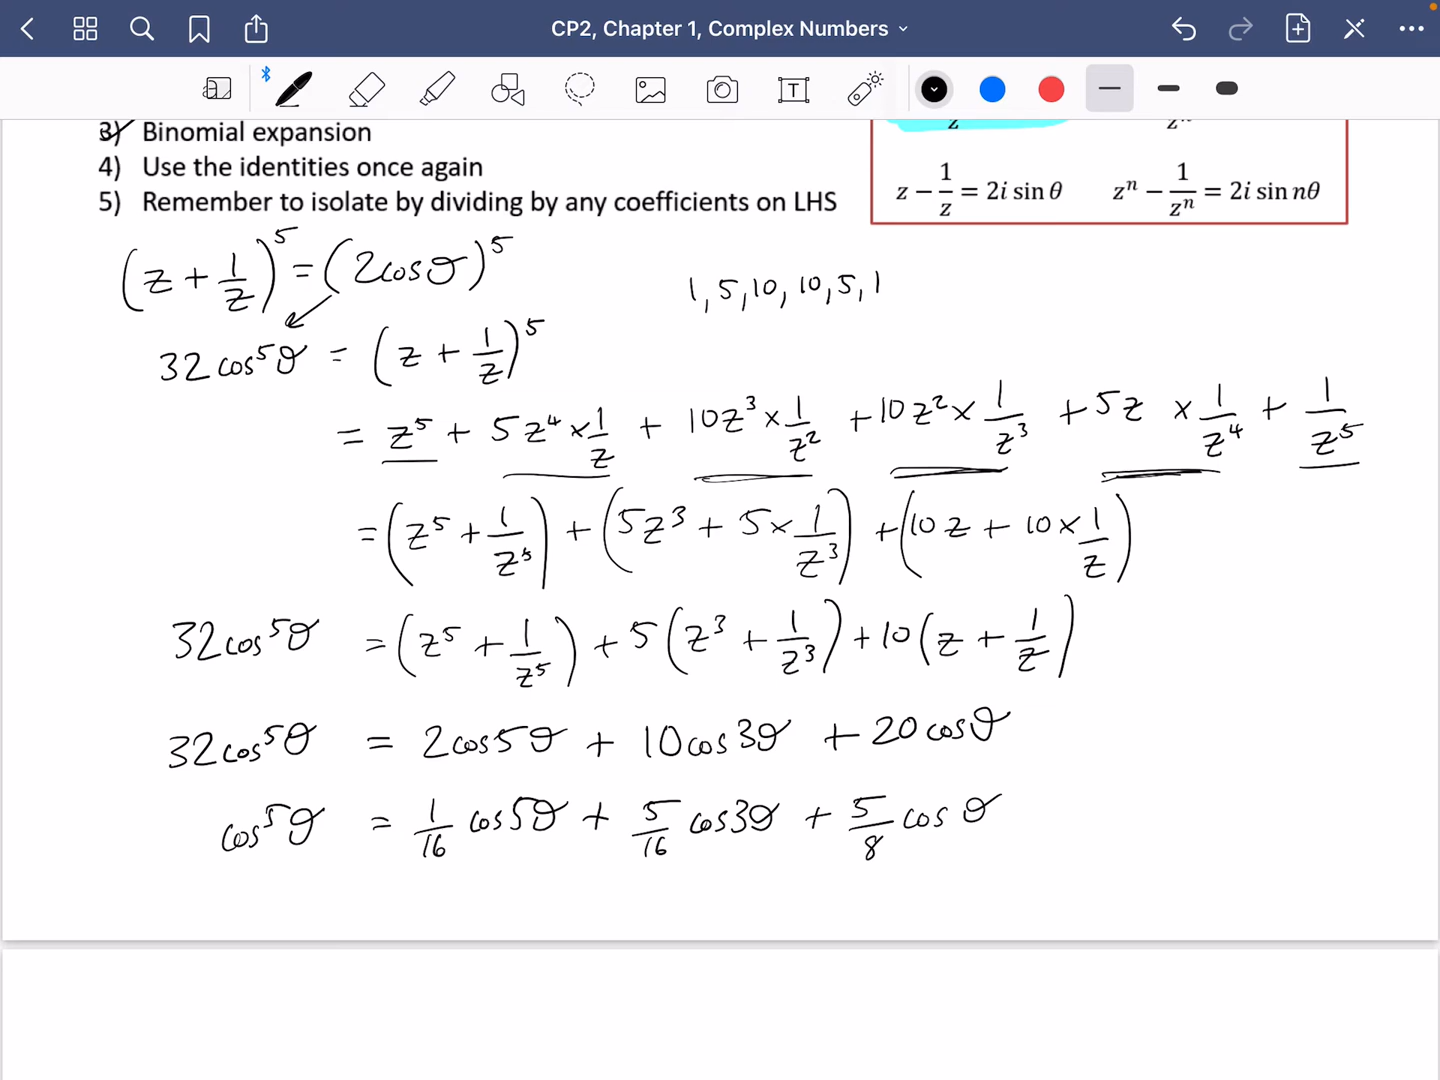 CP2, Chapter 1, Complex Numbers
3) Binomial expansion
4) Use the identities once again
5) Remember to isolate by dividing by any coefficients on LHS
z − 1/z = 2i sin θ    zⁿ − 1/zⁿ = 2i sin nθ
(z + 1/z)⁵ = (2cosθ)⁵
1, 5, 10, 10, 5, 1
32cos⁵θ = (z + 1/z)⁵
= z⁵ + 5z⁴ × 1/z + 10z³ × 1/z² + 10z² × 1/z³ + 5z × 1/z⁴ + 1/z⁵
= (z⁵ + 1/z⁵) + (5z³ + 5 × 1/z³) + (10z + 10 × 1/z)
32cos⁵θ = (z⁵ + 1/z⁵) + 5(z³ + 1/z³) + 10(z + 1/z)
32cos⁵θ = 2cos5θ + 10cos3θ + 20cosθ
cos⁵θ = 1/16 cos5θ + 5/16 cos3θ + 5/8 cosθ